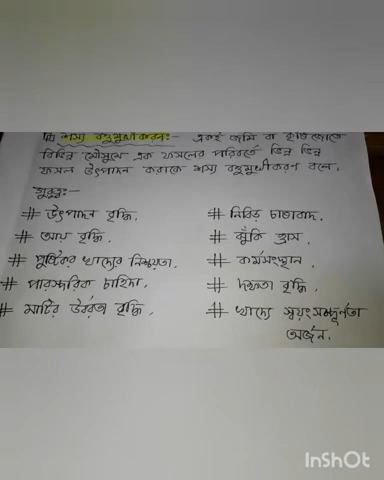 শস্য বহুমুখীকরণঃ- একই জমি বা কৃষি জোতে
বিভিন্ন মৌসুমে এক ফসলের পরিবর্তে ভিন্ন ভিন্ন
ফসল উৎপাদন করাকে শস্য বহুমুখীকরণ বলে.
গুরুত্বঃ-
# উৎপাদন বৃদ্ধি.
# নিবিড় চাষাবাদ.
# আয় বৃদ্ধি.
# ঝুঁকি হ্রাস.
# পুষ্টিকর খাদ্যের নিশ্চয়তা.
# কর্মসংস্থান.
# পারস্পরিক চাহিদা.
# দক্ষতা বৃদ্ধি.
# মাটির উর্বরতা বৃদ্ধি.
# খাদ্যে স্বয়ংসম্পূর্ণতা
অর্জন.
InShOt